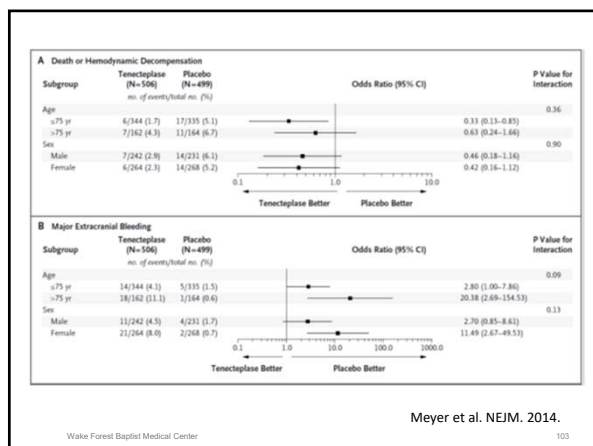 A Death or Hemodynamic Decompensation
Subgroup Tenecteplase (N=506) Placebo (N=499) Odds Ratio (95% CI) P Value for Interaction
no. of events/total no. (%)
Age 0.36
≤75 yr 6/344 (1.7) 17/335 (5.1) 0.33 (0.13–0.85)
>75 yr 7/162 (4.3) 11/164 (6.7) 0.63 (0.24–1.66)
Sex 0.90
Male 7/242 (2.9) 14/231 (6.1) 0.46 (0.18–1.16)
Female 6/264 (2.3) 14/268 (5.2) 0.42 (0.16–1.12)
0.1 1.0 10.0
Tenecteplase Better Placebo Better
B Major Extracranial Bleeding
Subgroup Tenecteplase (N=506) Placebo (N=499) Odds Ratio (95% CI) P Value for Interaction
no. of events/total no. (%)
Age 0.09
≤75 yr 14/344 (4.1) 5/335 (1.5) 2.80 (1.00–7.86)
>75 yr 18/162 (11.1) 1/164 (0.6) 20.38 (2.69–154.53)
Sex 0.13
Male 11/242 (4.5) 4/231 (1.7) 2.70 (0.85–8.61)
Female 21/264 (8.0) 2/268 (0.7) 11.49 (2.67–49.53)
0.1 1.0 10.0 100.0 1000.0
Tenecteplase Better Placebo Better
Meyer et al. NEJM. 2014.
Wake Forest Baptist Medical Center 103